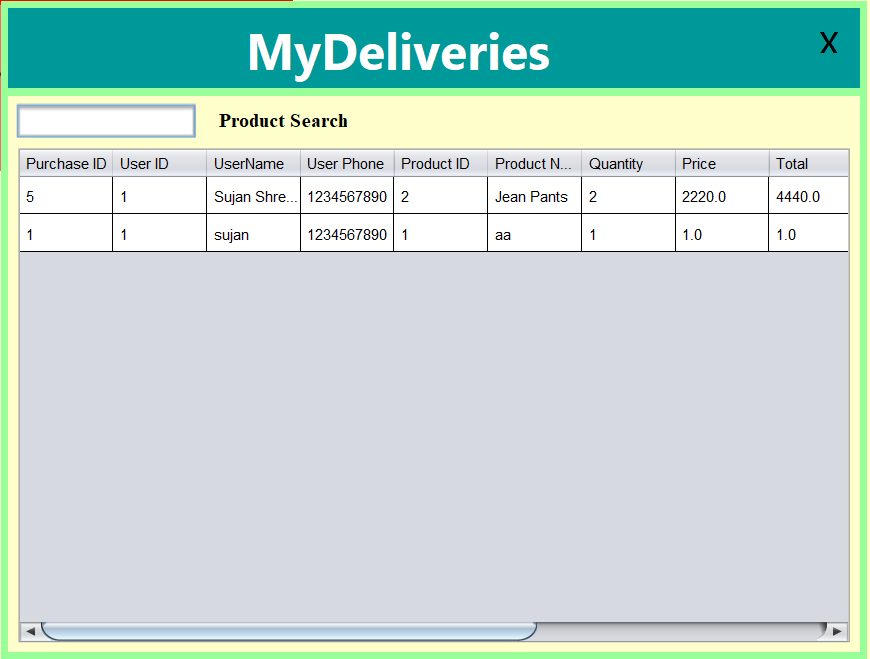 MyDeliveries X
Product Search
Purchase ID User ID UserName User Phone Product ID Product N... Quantity Price Total
5 1 Sujan Shre... 1234567890 2 Jean Pants 2 2220.0 4440.0
1 1 sujan 1234567890 1 aa 1 1.0 1.0